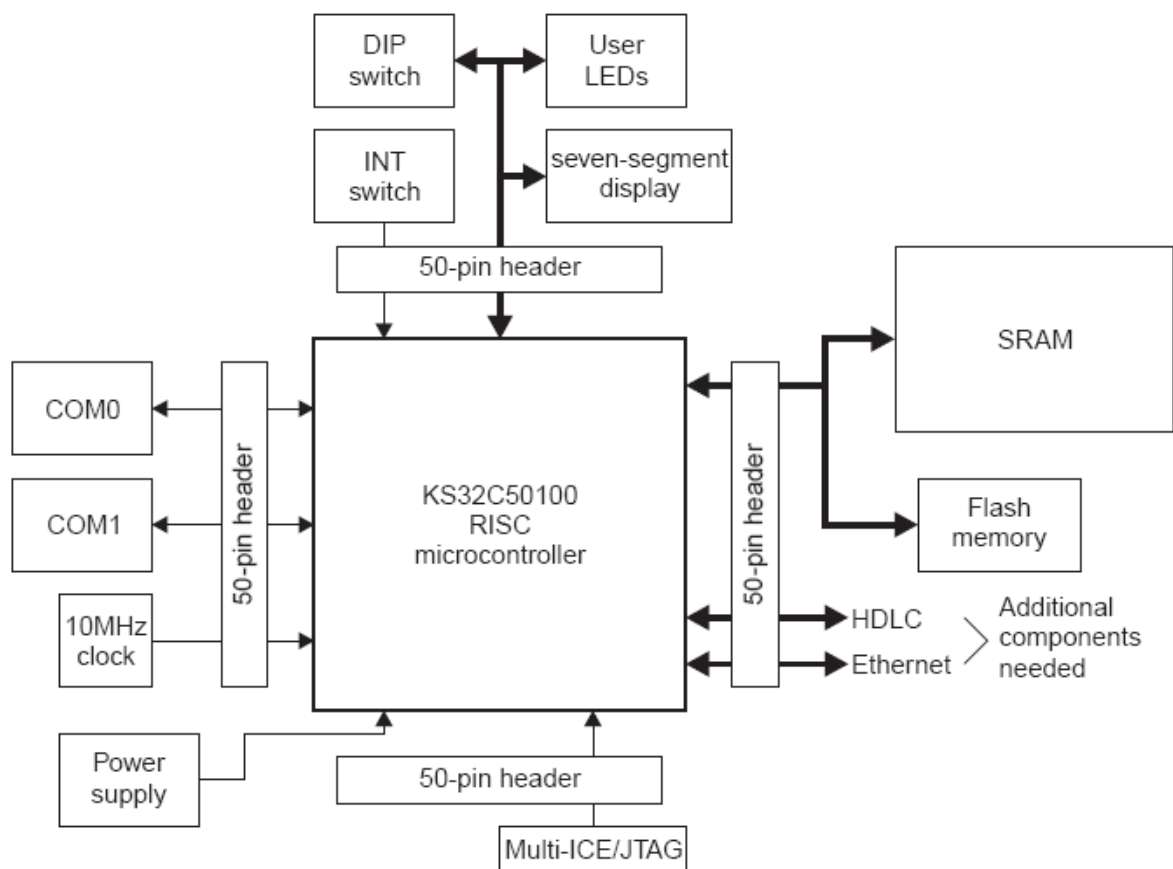 DIP
switch
User
LEDs
INT
switch
seven-segment
display
50-pin header
SRAM
COM0
COM1
10MHz
clock
50-pin header
KS32C50100
RISC
microcontroller
50-pin header
Flash
memory
HDLC
Ethernet
Additional
components
needed
Power
supply
50-pin header
Multi-ICE/JTAG